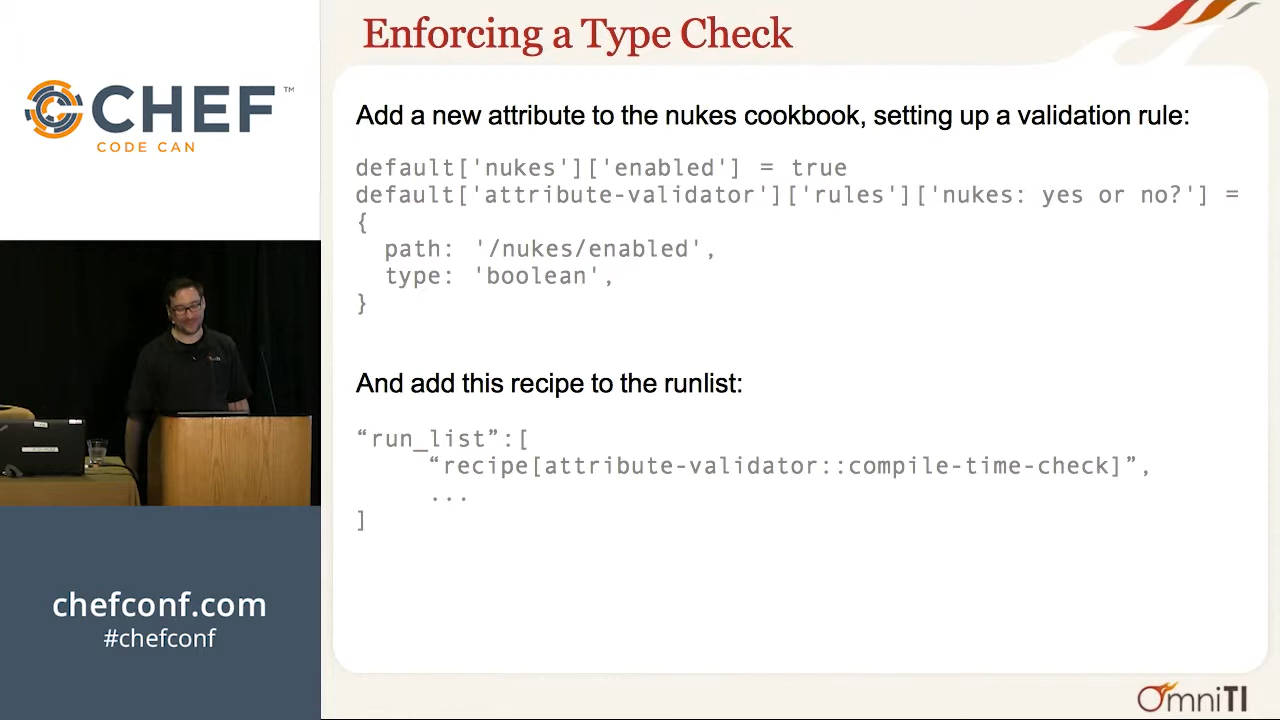 Enforcing a Type Check
CHEF™
CODE CAN
Add a new attribute to the nukes cookbook, setting up a validation rule:
default['nukes']['enabled'] = true
default['attribute-validator']['rules']['nukes: yes or no?'] =
{
path: '/nukes/enabled',
type: 'boolean',
}
And add this recipe to the runlist:
“run_list”:[
“recipe[attribute-validator::compile-time-check]”,
...
]
chefconf.com
#chefconf
OmniTI